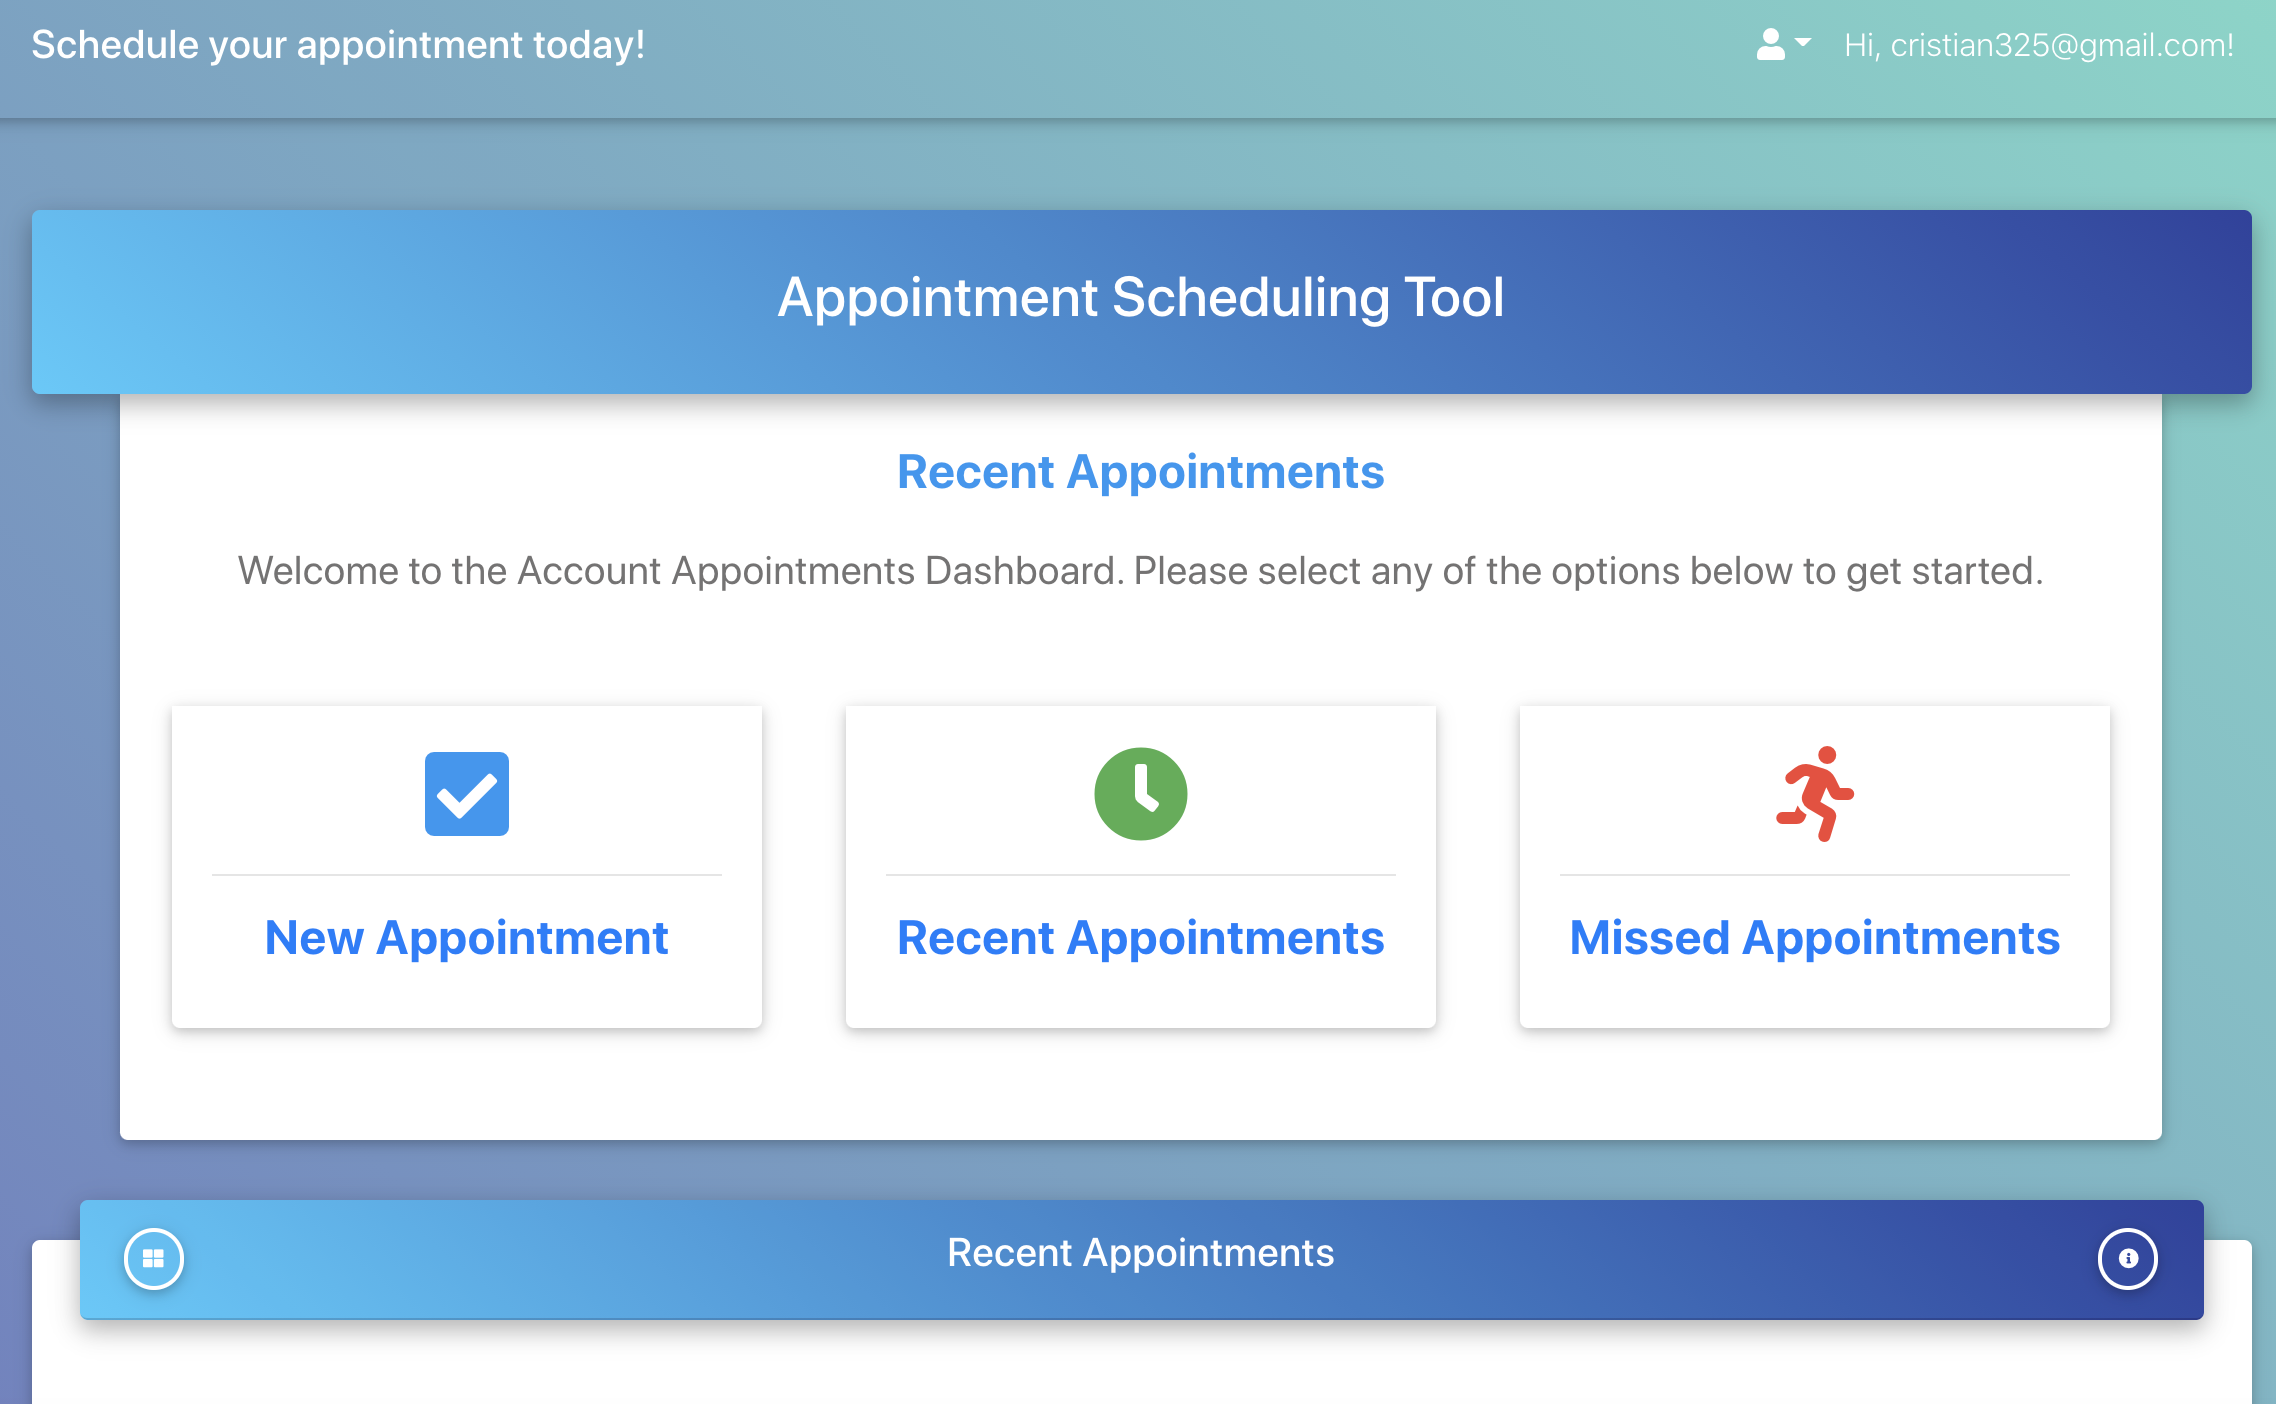 Schedule your appointment today!
Hi, cristian325@gmail.com!
Appointment Scheduling Tool
Recent Appointments
Welcome to the Account Appointments Dashboard. Please select any of the options below to get started.
New Appointment
Recent Appointments
Missed Appointments
Recent Appointments